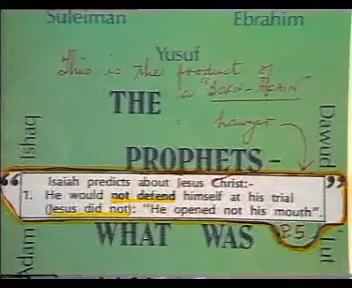 Suleiman
Ebrahim
Yusuf
This is the product of
a "BORN-AGAIN"
THE
Lawyer
Ishaq
Dawud
PROPHETS-
"Isaiah predicts about Jesus Christ:-
1. He would not defend himself at his trial
(Jesus did not): "He opened not his mouth".
P.5
WHAT WAS
Adam
Lut